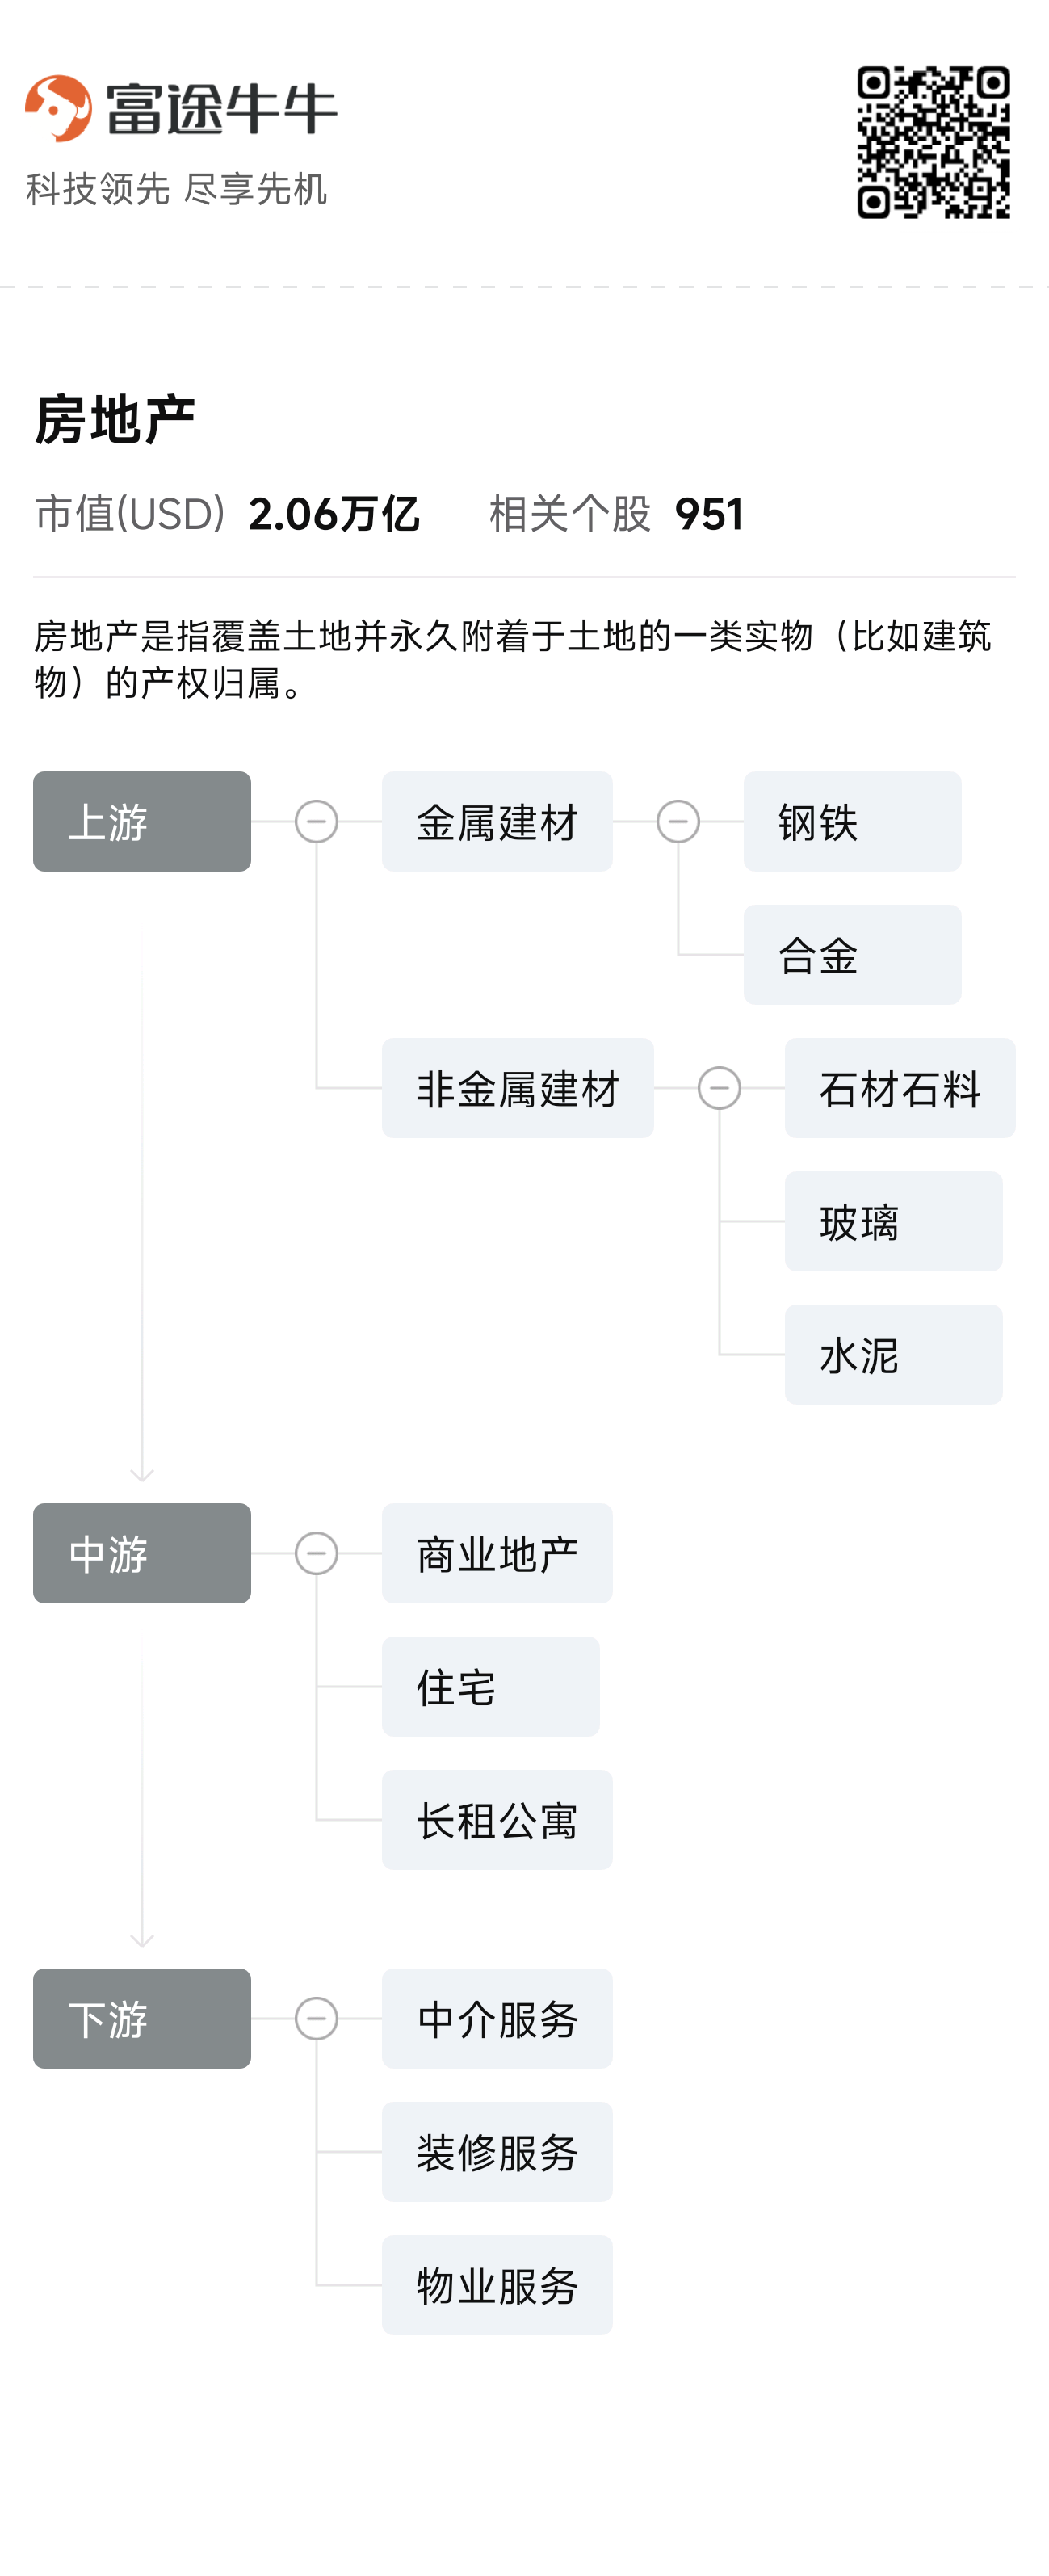 富途牛牛
科技领先 尽享先机
房地产
市值(USD) 2.06万亿 相关个股 951
房地产是指覆盖土地并永久附着于土地的一类实物（比如建筑
物）的产权归属。
上游
金属建材
钢铁
合金
非金属建材
石材石料
玻璃
水泥
中游
商业地产
住宅
长租公寓
下游
中介服务
装修服务
物业服务